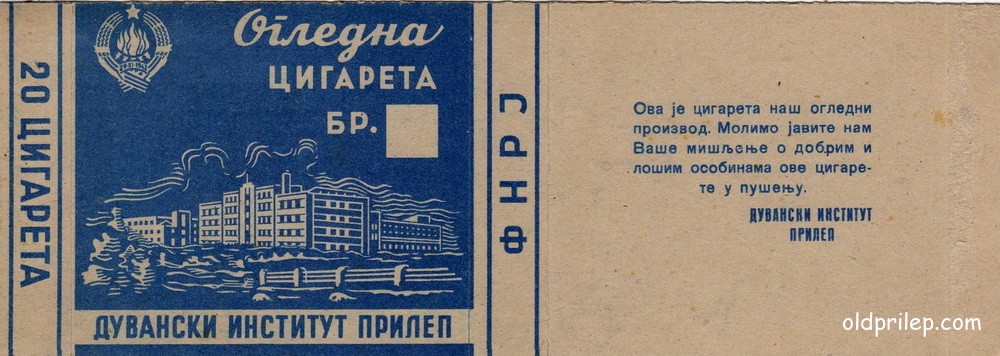 20 ЦИГАРЕТА
Огледна
ЦИГАРЕТА
БР.
ДУВАНСКИ ИНСТИТУТ ПРИЛЕП
ФНРЈ
Ова је цигарета наш огледни
производ. Молимо јавите нам
Ваше мишљење о добрим и
лошим особинама ове цигаре-
те у пушењу.
ДУВАНСКИ ИНСТИТУТ
ПРИЛЕП
oldprilep.com